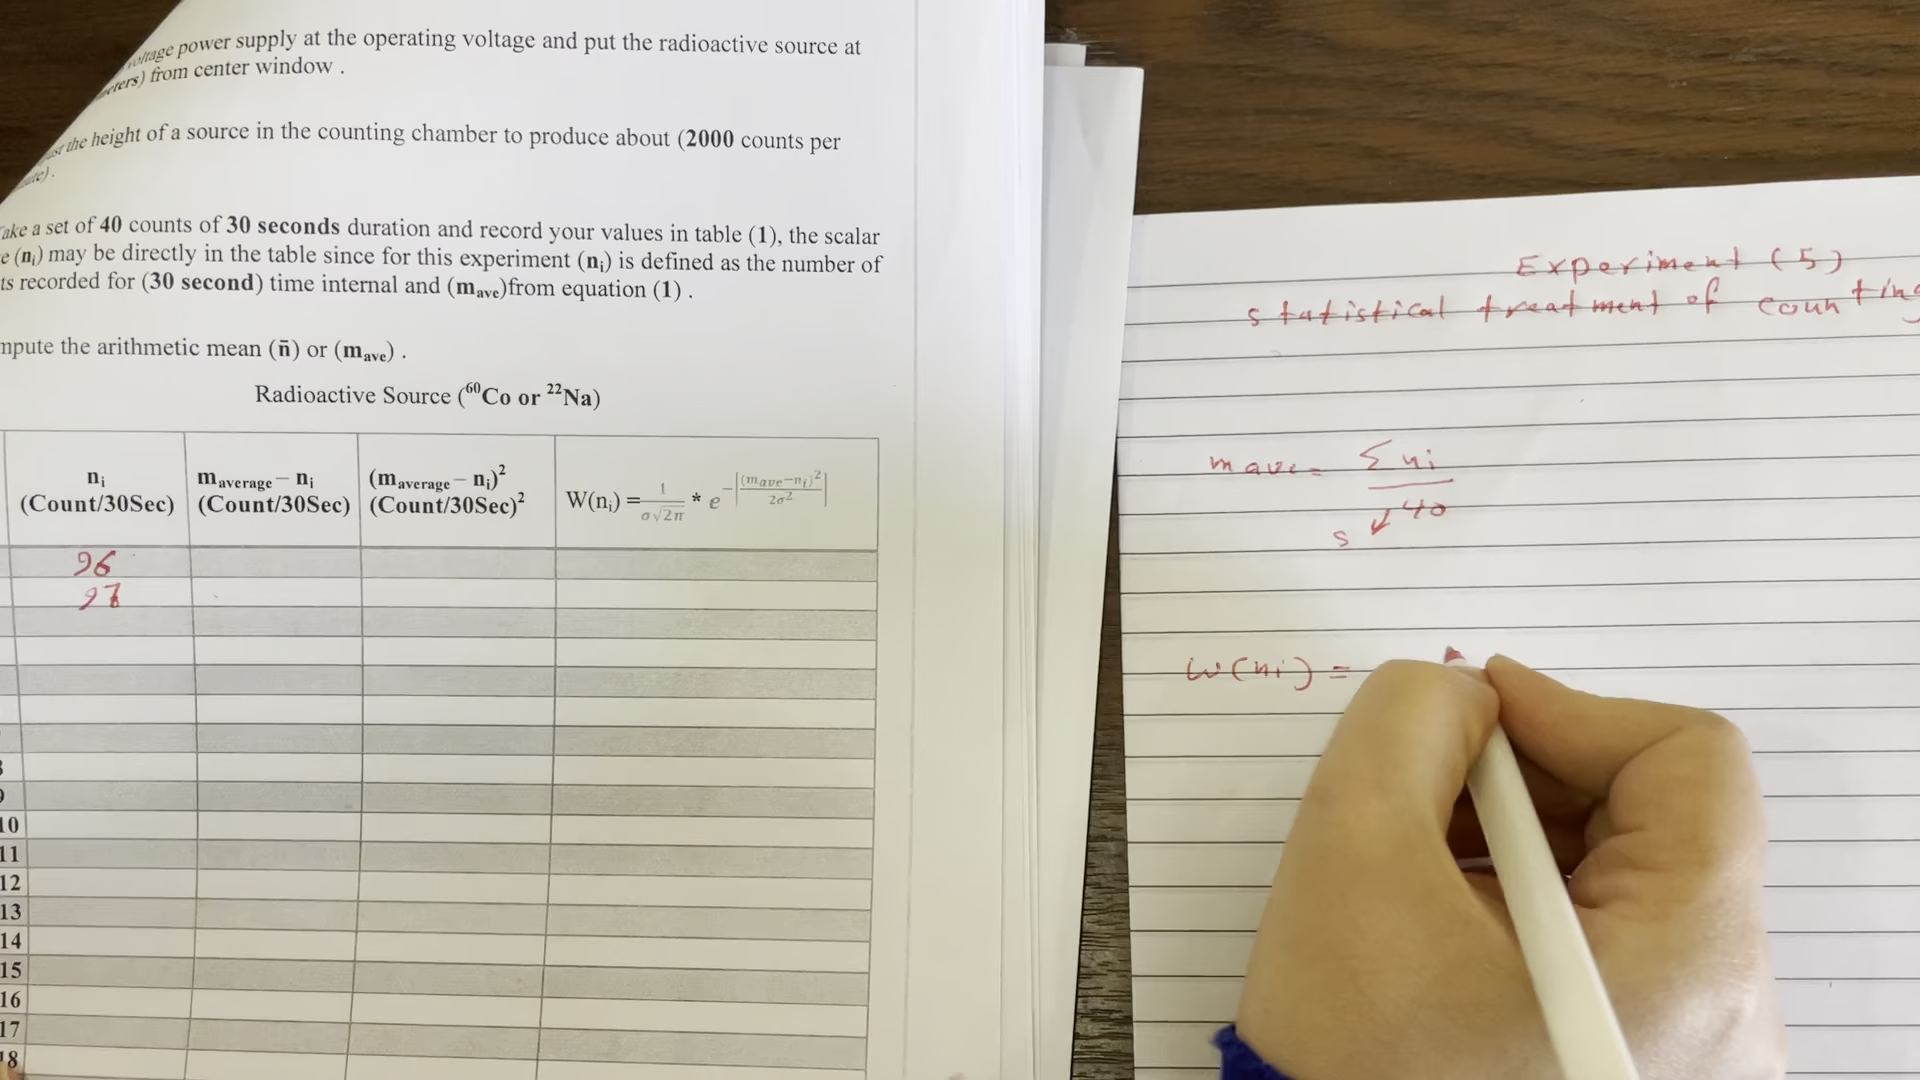 voltage power supply at the operating voltage and put the radioactive source at
from center window .
the height of a source in the counting chamber to produce about (2000 counts per
ake a set of 40 counts of 30 seconds duration and record your values in table (1), the scalar
e (nᵢ) may be directly in the table since for this experiment (nᵢ) is defined as the number of
ts recorded for (30 second) time internal and (mave)from equation (1) .
mpute the arithmetic mean (n̄) or (mave) .
Radioactive Source (⁶⁰Co or ²²Na)
nᵢ
(Count/30Sec)
maverage − nᵢ
(Count/30Sec)
(maverage − nᵢ)²
(Count/30Sec)²
W(nᵢ) = 1/σ√2π * e^−|(mave−nᵢ)²/2σ²|
96
97
10
11
12
13
14
15
16
17
18
Experiment (5)
statistical treatment of counting
mave = Σni
40
s
w(ni) =